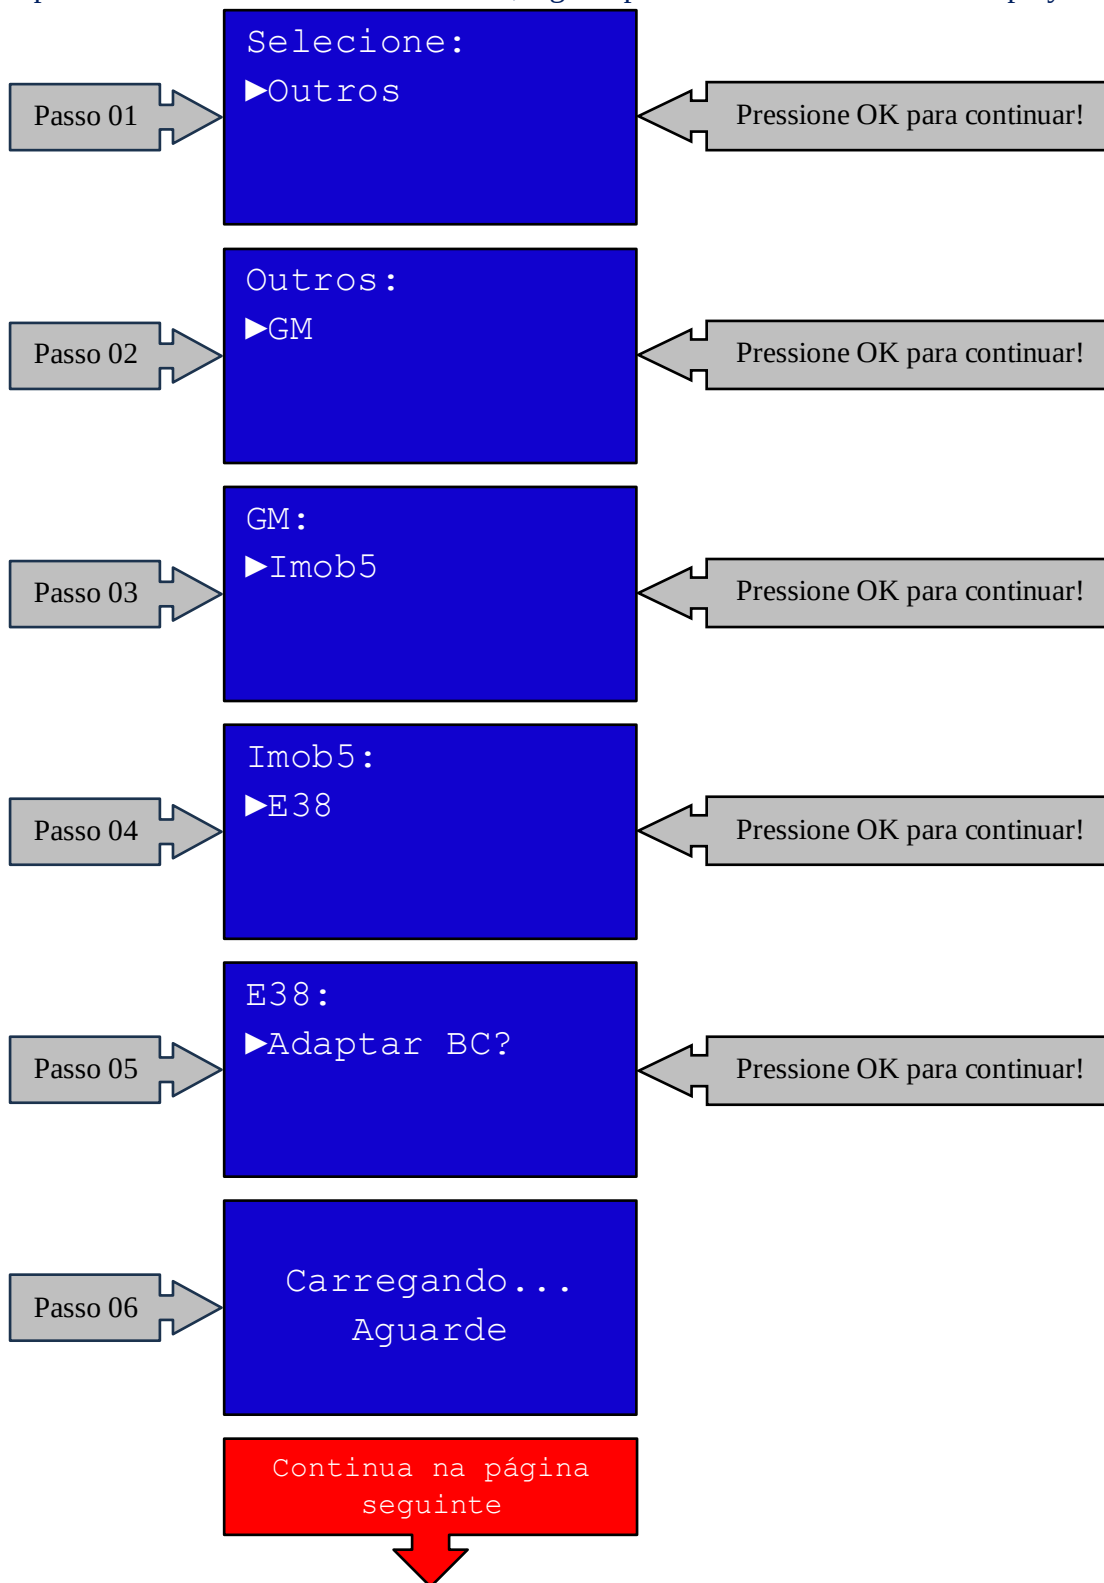 Selecione:
►Outros
Passo 01
Pressione OK para continuar!
Outros:
►GM
Passo 02
Pressione OK para continuar!
GM:
►Imob5
Passo 03
Pressione OK para continuar!
Imob5:
►E38
Passo 04
Pressione OK para continuar!
E38:
►Adaptar BC?
Passo 05
Pressione OK para continuar!
Carregando...
Aguarde
Passo 06
Continua na página
seguinte